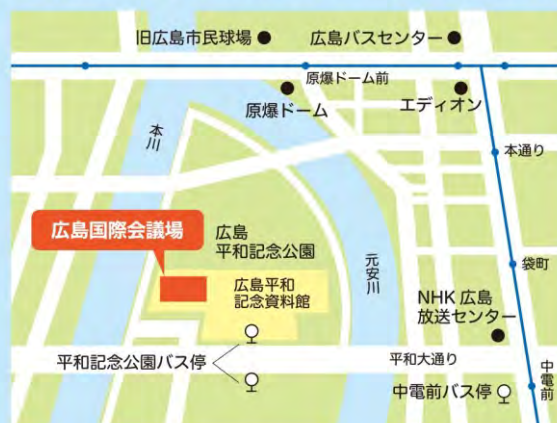 旧広島市民球場
広島バスセンター
原爆ドーム前
原爆ドーム
エディオン
本川
本通り
広島国際会議場
広島
平和記念公園
元安川
袋町
広島平和
記念資料館
NHK 広島
放送センター
平和記念公園バス停
平和大通り
中電前
中電前バス停